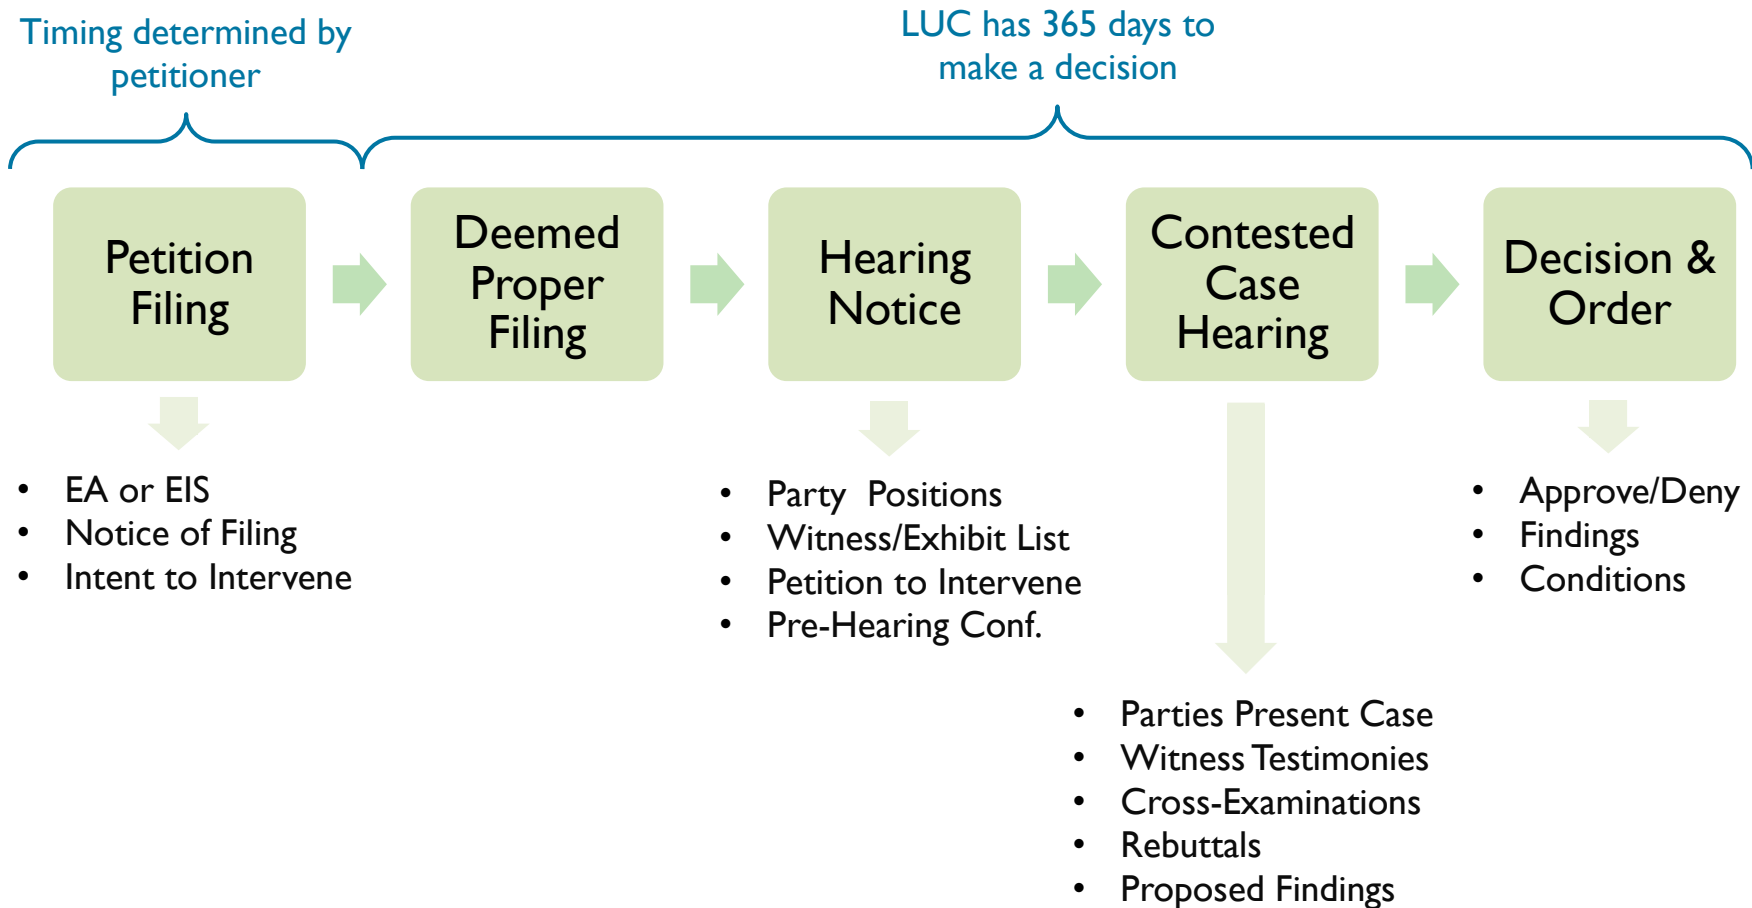 Timing determined by
petitioner
LUC has 365 days to
make a decision
Petition
Filing
Deemed
Proper
Filing
Hearing
Notice
Contested
Case
Hearing
Decision &
Order
• EA or EIS
• Notice of Filing
• Intent to Intervene
• Party Positions
• Witness/Exhibit List
• Petition to Intervene
• Pre-Hearing Conf.
• Parties Present Case
• Witness Testimonies
• Cross-Examinations
• Rebuttals
• Proposed Findings
• Approve/Deny
• Findings
• Conditions